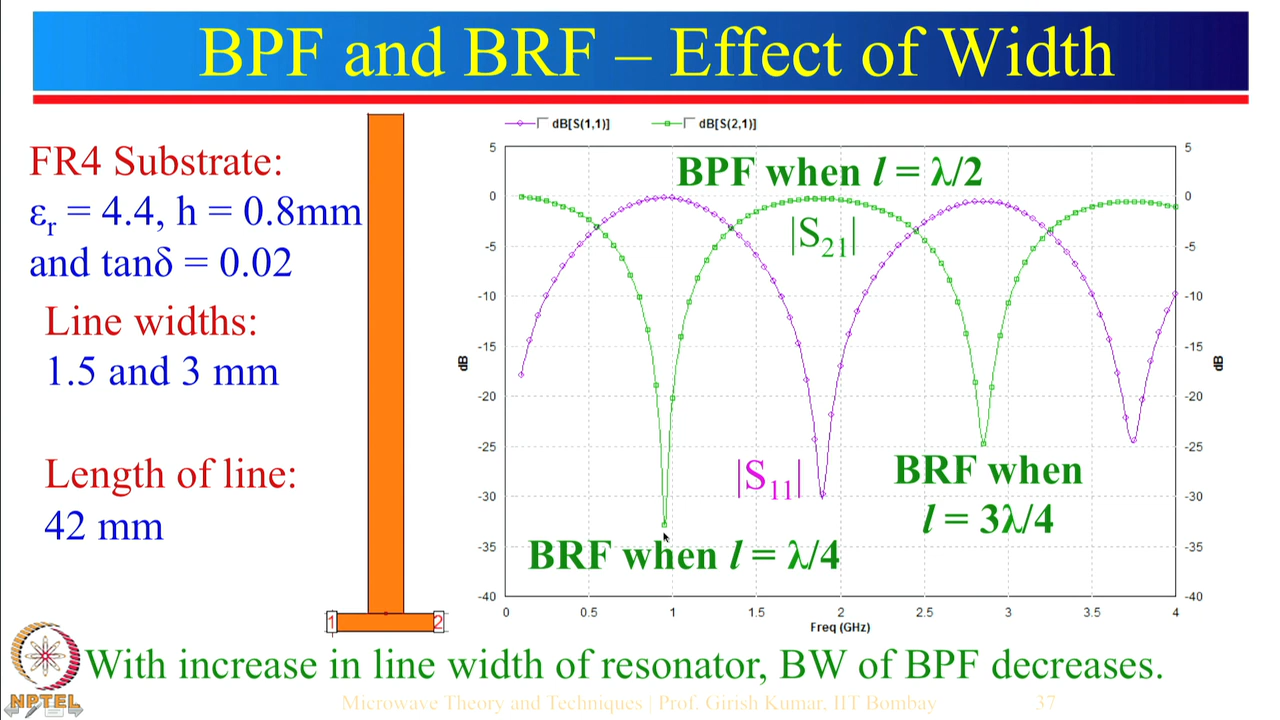 BPF and BRF – Effect of Width
FR4 Substrate:
εr = 4.4, h = 0.8mm
and tanδ = 0.02
Line widths:
1.5 and 3 mm
Length of line:
42 mm
1 2
dB[S(1,1)] dB[S(2,1)]
BPF when l = λ/2
|S21|
|S11|
BRF when
l = 3λ/4
BRF when l = λ/4
5
0
-5
-10
-15
-20
-25
-30
-35
-40
dB
5
0
-5
-10
-15
-20
-25
-30
-35
-40
dB
0 0.5 1 1.5 2 2.5 3 3.5 4
Freq (GHz)
With increase in line width of resonator, BW of BPF decreases.
NPTEL
Microwave Theory and Techniques | Prof. Girish Kumar, IIT Bombay 37